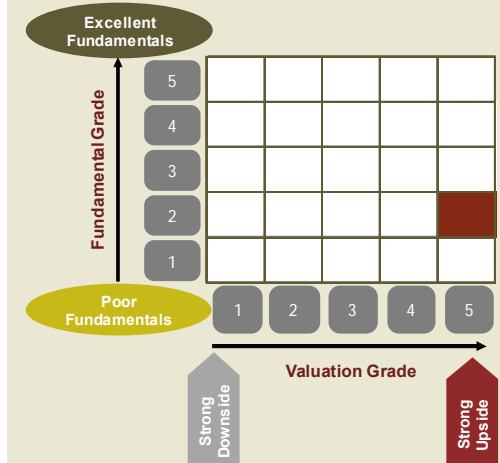 Excellent
Fundamentals
Fundamental Grade
5
4
3
2
1
Poor
Fundamentals
1 2 3 4 5
Valuation Grade
Strong
Downside
Strong
Upside